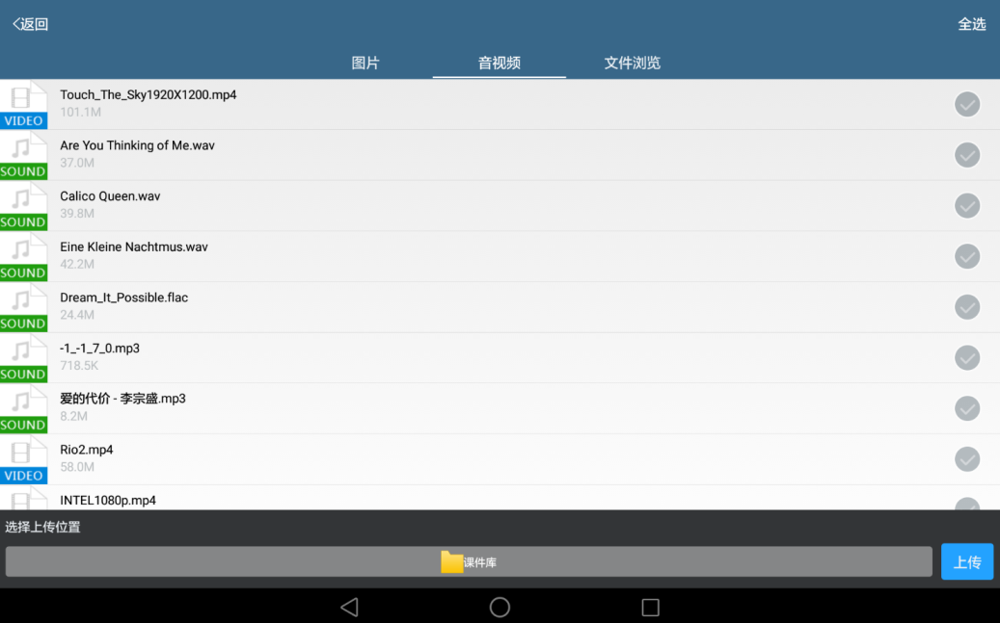 <返回
全选
图片
音视频
文件浏览
Touch_The_Sky1920X1200.mp4
101.1M
VIDEO
Are You Thinking of Me.wav
37.0M
SOUND
Calico Queen.wav
39.8M
SOUND
Eine Kleine Nachtmus.wav
42.2M
SOUND
Dream_It_Possible.flac
24.4M
SOUND
-1_-1_7_0.mp3
718.5K
SOUND
爱的代价 - 李宗盛.mp3
8.2M
SOUND
Rio2.mp4
58.0M
VIDEO
INTEL1080p.mp4
选择上传位置
课件库
上传